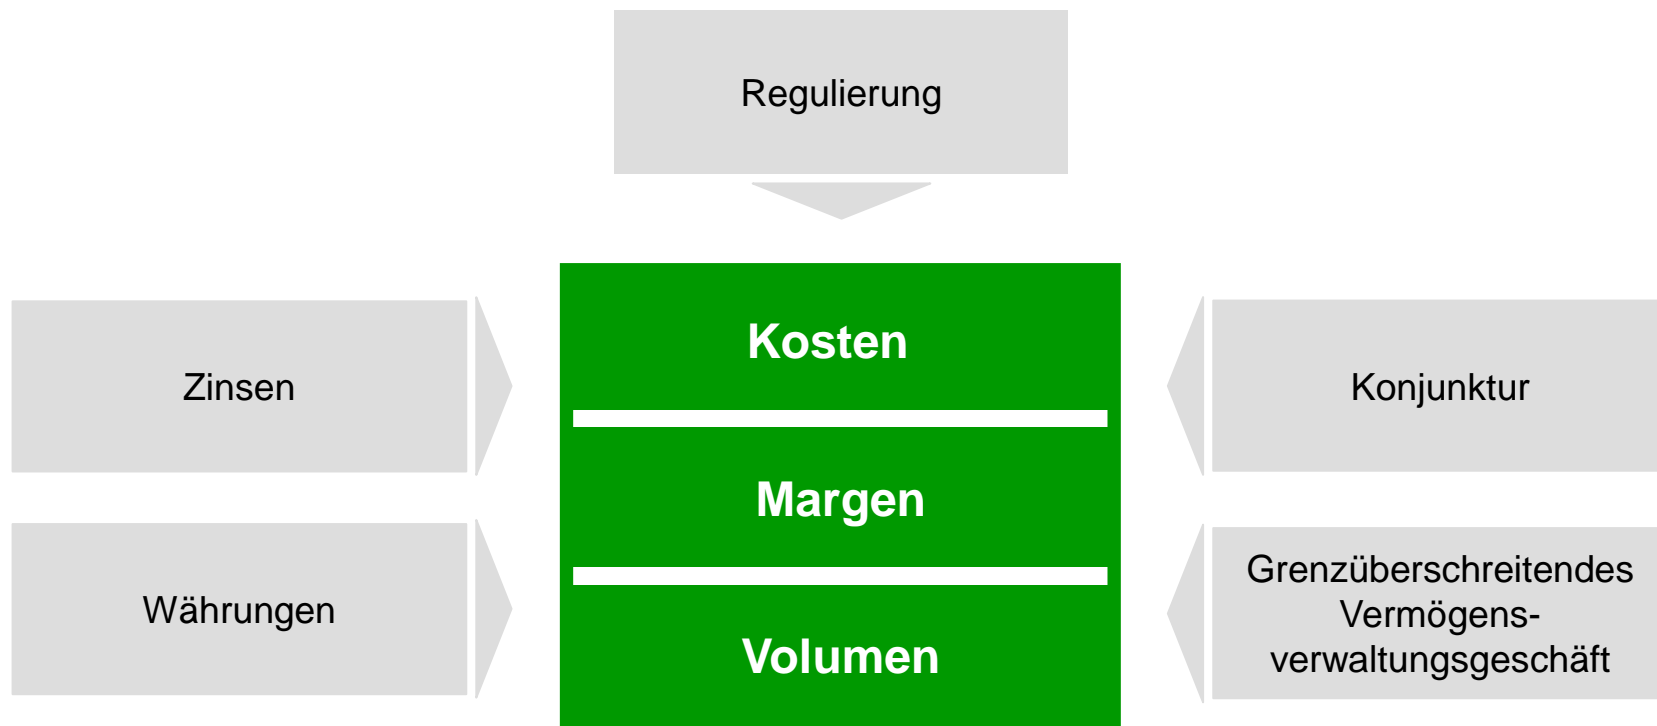 Regulierung
Kosten
Zinsen
Konjunktur
Margen
Währungen
Grenzüberschreitendes
Vermögens-
verwaltungsgeschäft
Volumen